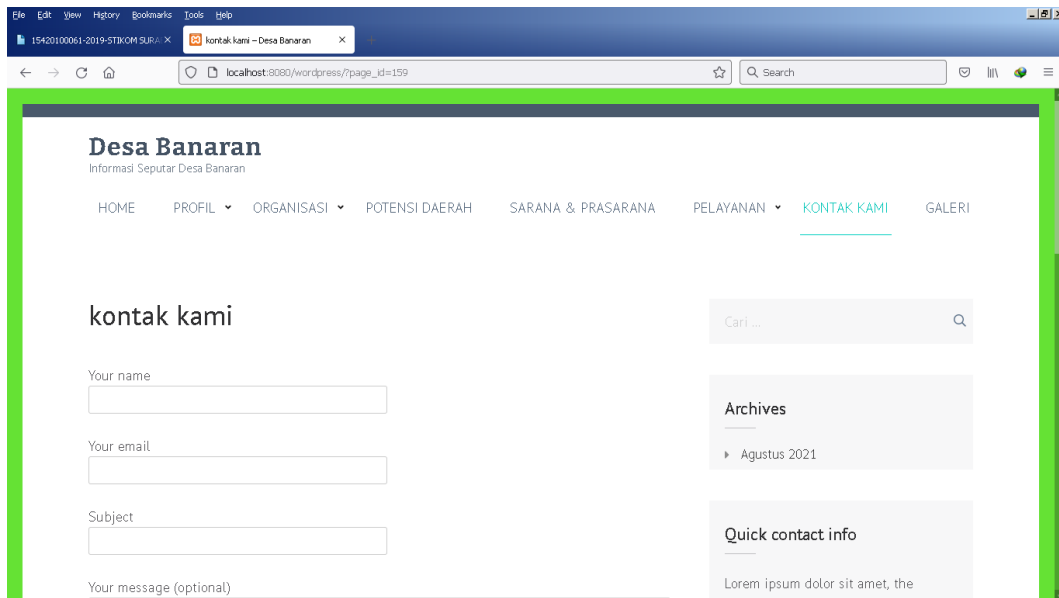 File Edit View History Bookmarks Tools Help
15420100061-2019-STIKOM SURA
kontak kami – Desa Banaran
localhost:8080/wordpress/?page_id=159
Search
Desa Banaran
Informasi Seputar Desa Banaran
HOME PROFIL ORGANISASI POTENSI DAERAH SARANA & PRASARANA PELAYANAN KONTAK KAMI GALERI
kontak kami
Cari ...
Your name
Archives
Agustus 2021
Your email
Subject
Quick contact info
Your message (optional)
Lorem ipsum dolor sit amet, the